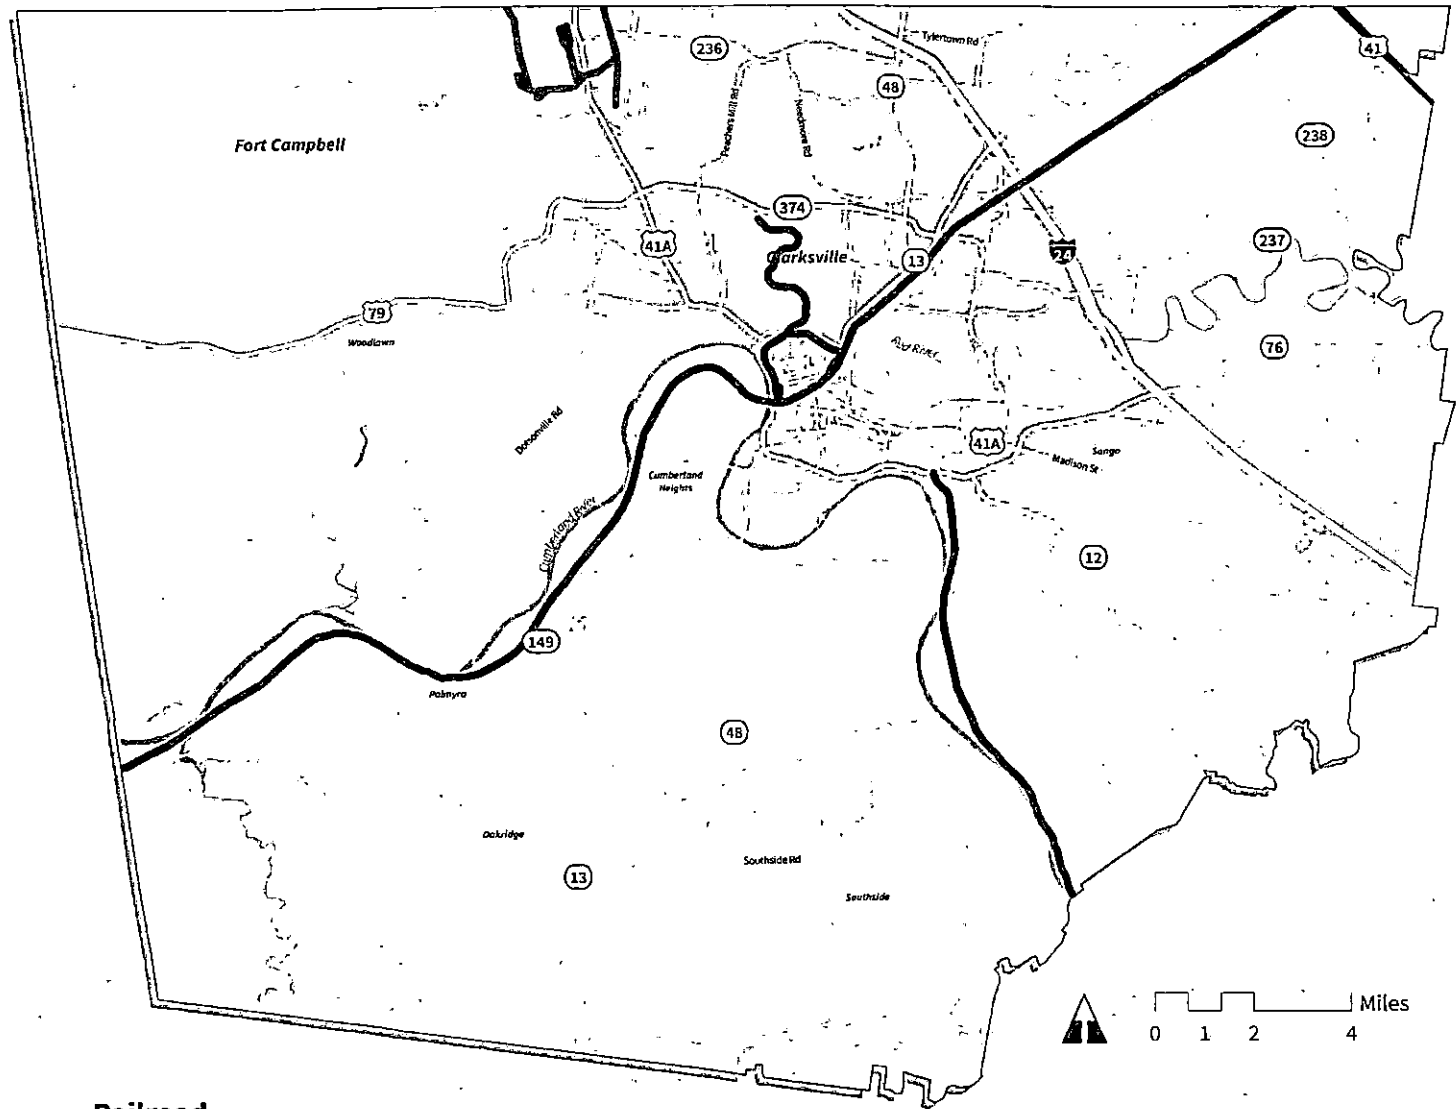 Tylertown Rd
236
41
48
Peachers Mill Rd
Needmore Rd
238
Fort Campbell
374
41A
237
13
Clarksville
24
79
Woodlawn
Red River
76
Dotsonville Rd
41A
Sango
Madison St
Cumberland
Heights
Cumberland River
12
149
Palmyra
48
Oakridge
Southside Rd
13
Southside
Miles
0 1 2 4
Railroad